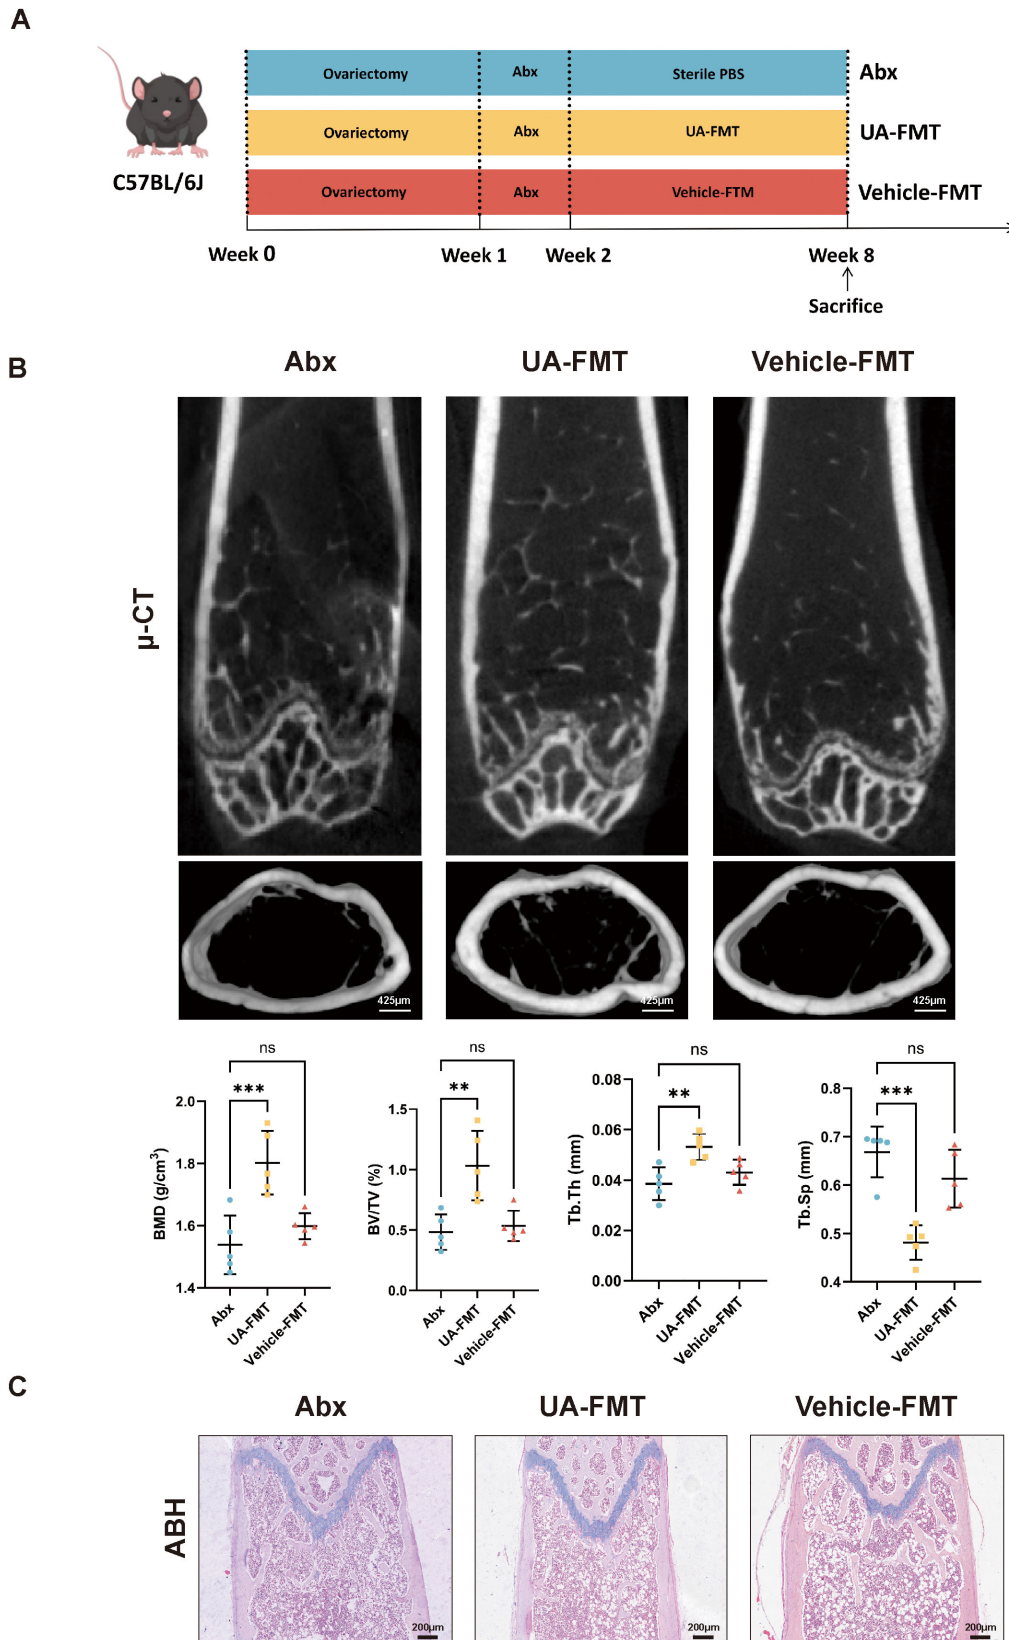 A
C57BL/6J
Ovariectomy Abx Sterile PBS Abx
Ovariectomy Abx UA-FMT UA-FMT
Ovariectomy Abx Vehicle-FTM Vehicle-FMT
Week 0 Week 1 Week 2 Week 8
Sacrifice
B
Abx UA-FMT Vehicle-FMT
μ-CT
425μm 425μm 425μm
ns
***
BMD (g/cm3)
2.0
1.8
1.6
1.4
Abx UA-FMT Vehicle-FMT
ns
**
BV/TV (%)
1.5
1.0
0.5
0.0
Abx UA-FMT Vehicle-FMT
ns
**
Tb.Th (mm)
0.08
0.06
0.04
0.02
0.00
Abx UA-FMT Vehicle-FMT
ns
***
Tb.Sp (mm)
0.8
0.7
0.6
0.5
0.4
Abx UA-FMT Vehicle-FMT
C
Abx UA-FMT Vehicle-FMT
ABH
200μm 200μm 200μm